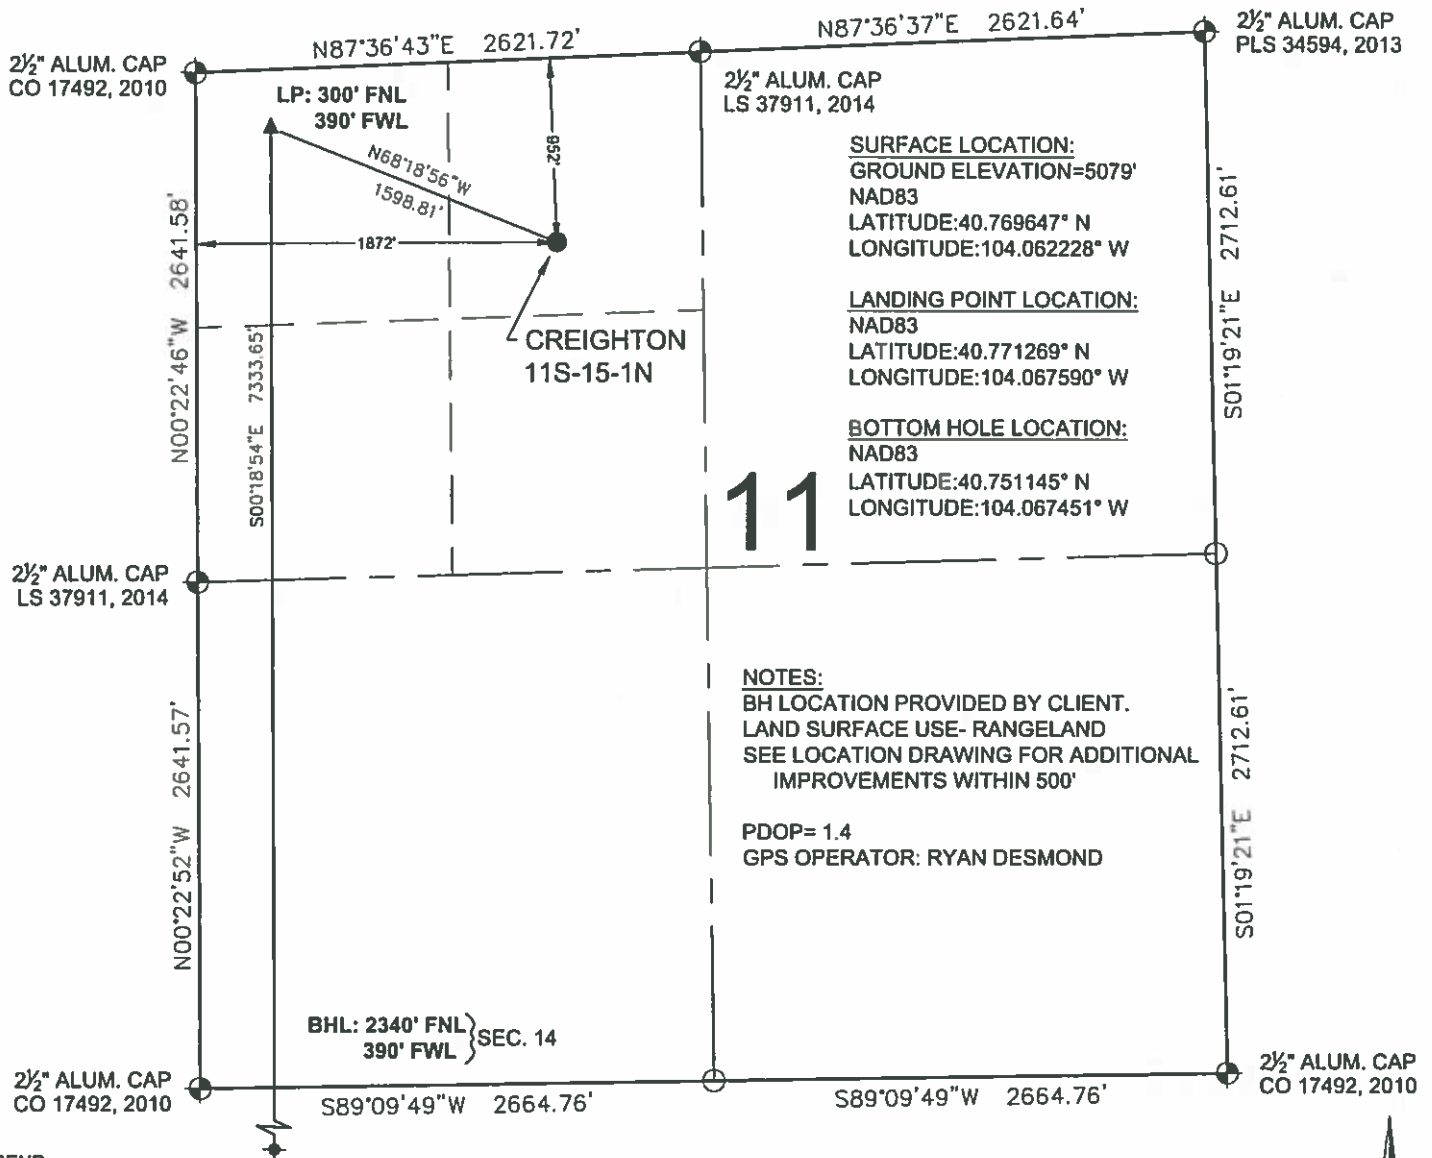 N87°36'43"E 2621.72'
N87°36'37"E 2621.64'
2½" ALUM. CAP
PLS 34594, 2013
2½" ALUM. CAP
CO 17492, 2010
2½" ALUM. CAP
LS 37911, 2014
LP: 300' FNL
390' FWL
N68°18'56"W
1598.81'
952'
1872'
N00°22'46"W 2641.58'
S00°18'54"E 7333.65'
CREIGHTON
11S-15-1N
SURFACE LOCATION:
GROUND ELEVATION=5079'
NAD83
LATITUDE:40.769647° N
LONGITUDE:104.062228° W
LANDING POINT LOCATION:
NAD83
LATITUDE:40.771269° N
LONGITUDE:104.067590° W
BOTTOM HOLE LOCATION:
NAD83
LATITUDE:40.751145° N
LONGITUDE:104.067451° W
S01°19'21"E 2712.61'
11
2½" ALUM. CAP
LS 37911, 2014
NOTES:
BH LOCATION PROVIDED BY CLIENT.
LAND SURFACE USE- RANGELAND
SEE LOCATION DRAWING FOR ADDITIONAL
IMPROVEMENTS WITHIN 500'
PDOP= 1.4
GPS OPERATOR: RYAN DESMOND
N00°22'52"W 2641.57'
S01°19'21"E 2712.61'
BHL: 2340' FNL
390' FWL
SEC. 14
2½" ALUM. CAP
CO 17492, 2010
S89°09'49"W 2664.76'
S89°09'49"W 2664.76'
2½" ALUM. CAP
CO 17492, 2010